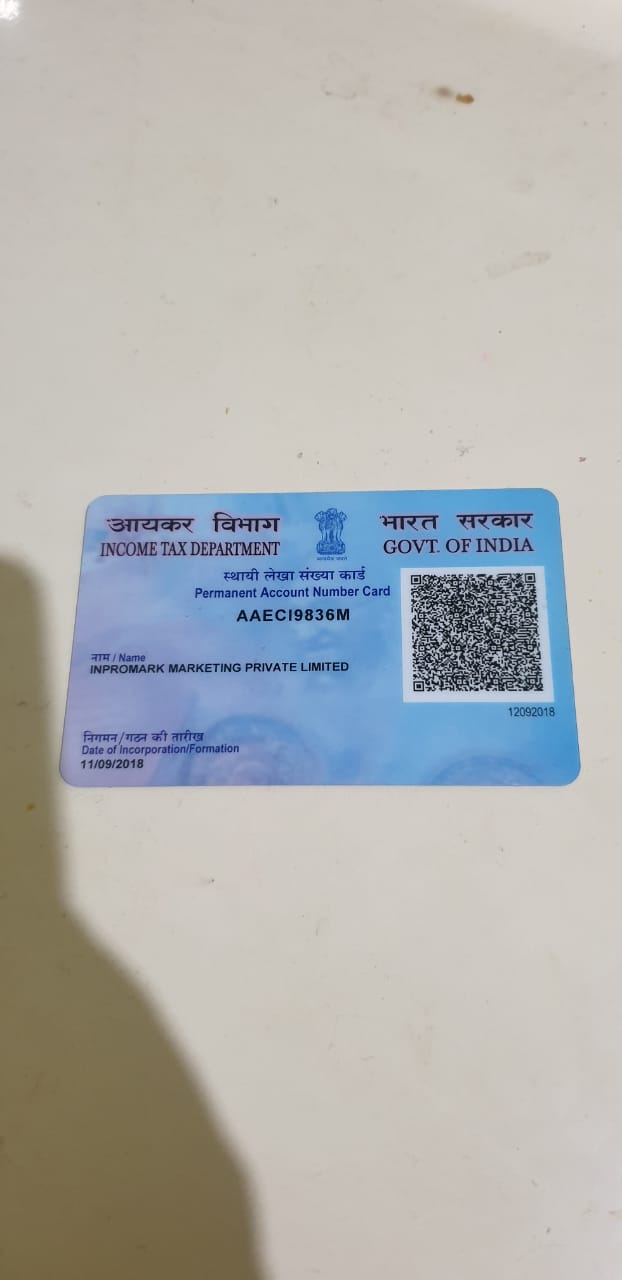 आयकर विभाग
INCOME TAX DEPARTMENT
भारत सरकार
GOVT. OF INDIA
स्थायी लेखा संख्या कार्ड
Permanent Account Number Card
AAECI9836M
नाम / Name
INPROMARK MARKETING PRIVATE LIMITED
12092018
निगमन/गठन की तारीख
Date of Incorporation/Formation
11/09/2018